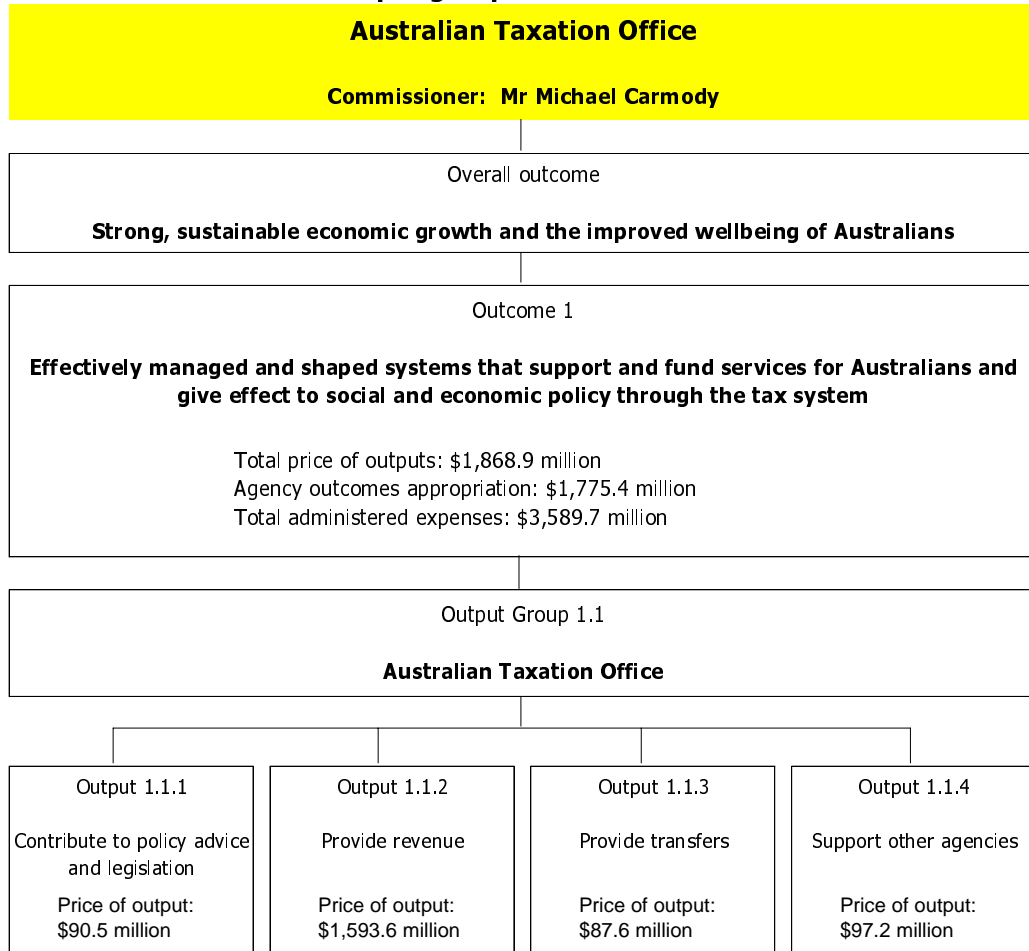 Australian Taxation Office
Commissioner: Mr Michael Carmody
Overall outcome
Strong, sustainable economic growth and the improved wellbeing of Australians
Outcome 1
Effectively managed and shaped systems that support and fund services for Australians and
give effect to social and economic policy through the tax system
Total price of outputs: $1,868.9 million
Agency outcomes appropriation: $1,775.4 million
Total administered expenses: $3,589.7 million
Output Group 1.1
Australian Taxation Office
Output 1.1.1
Contribute to policy advice
and legislation
Price of output:
$90.5 million
Output 1.1.2
Provide revenue
Price of output:
$1,593.6 million
Output 1.1.3
Provide transfers
Price of output:
$87.6 million
Output 1.1.4
Support other agencies
Price of output:
$97.2 million